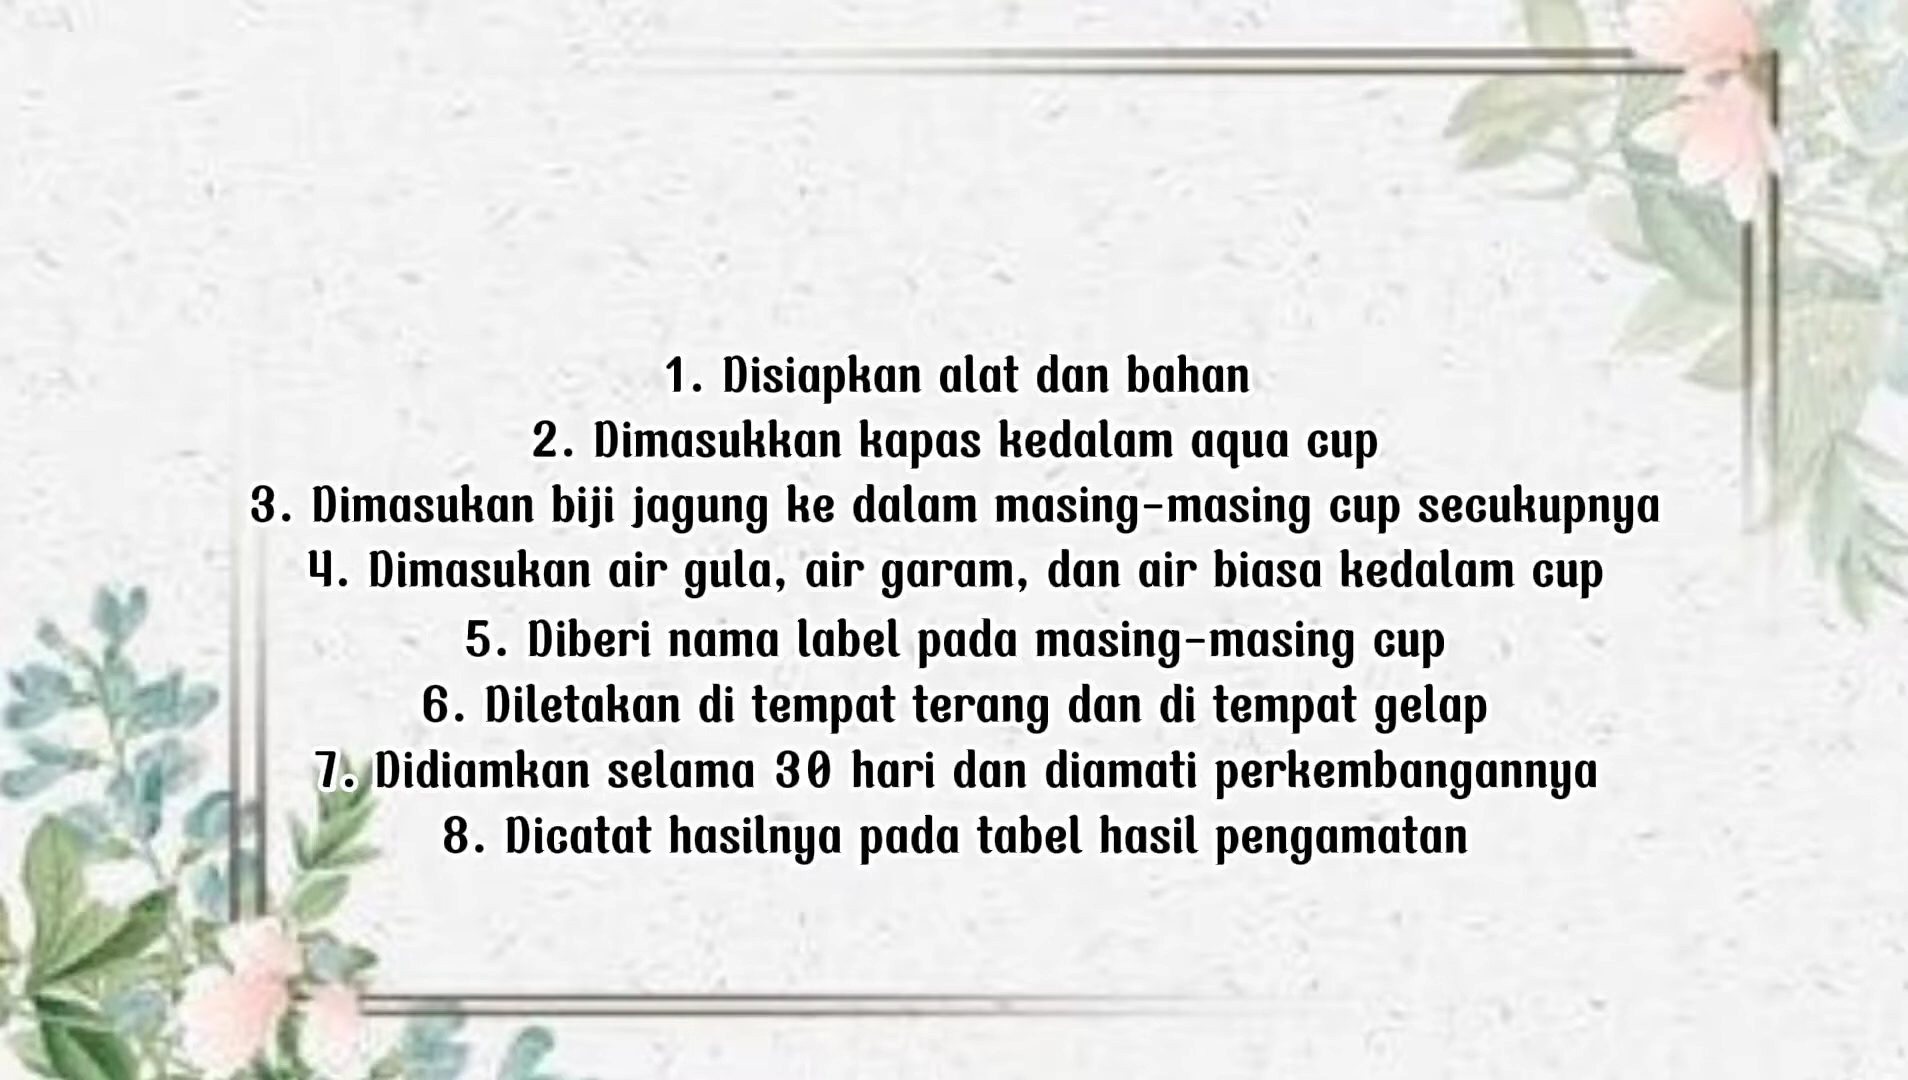 1. Disiapkan alat dan bahan
2. Dimasukkan kapas kedalam aqua cup
3. Dimasukan biji jagung ke dalam masing-masing cup secukupnya
4. Dimasukan air gula, air garam, dan air biasa kedalam cup
5. Diberi nama label pada masing-masing cup
6. Diletakan di tempat terang dan di tempat gelap
7. Didiamkan selama 30 hari dan diamati perkembangannya
8. Dicatat hasilnya pada tabel hasil pengamatan